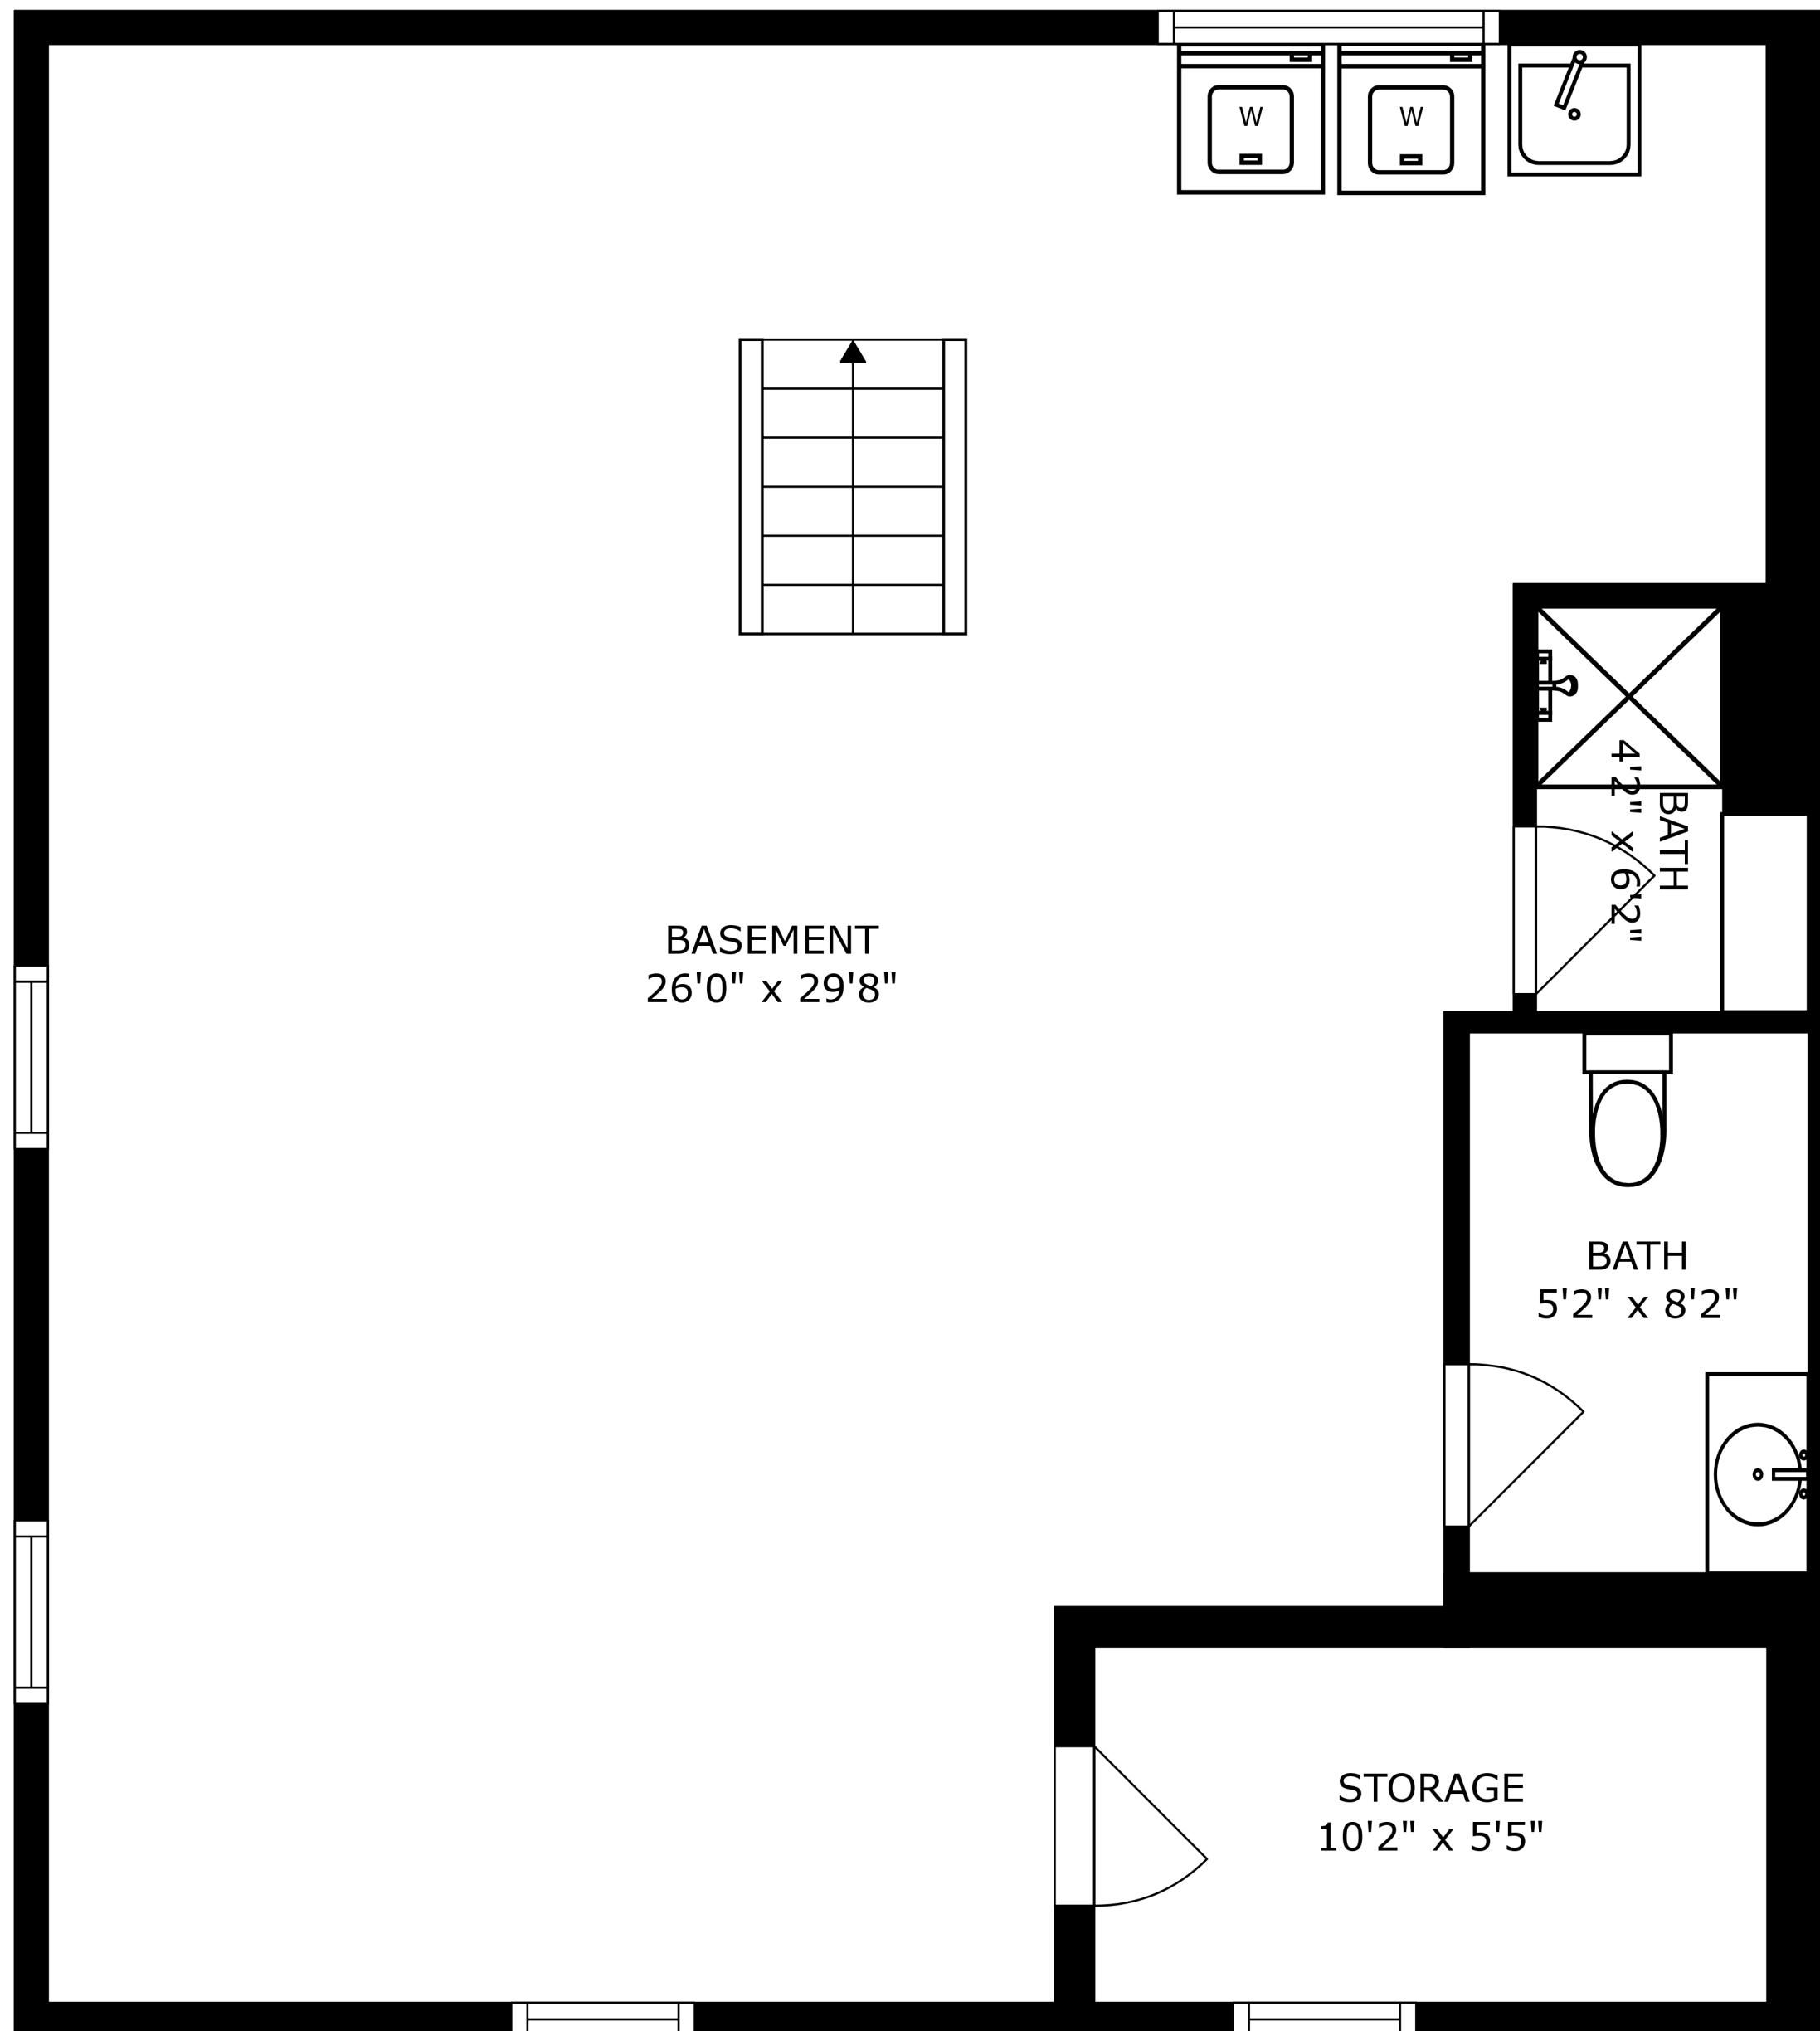 W
W
BATH
4'2" x 6'2"
BASEMENT
26'0" x 29'8"
BATH
5'2" x 8'2"
STORAGE
10'2" x 5'5"